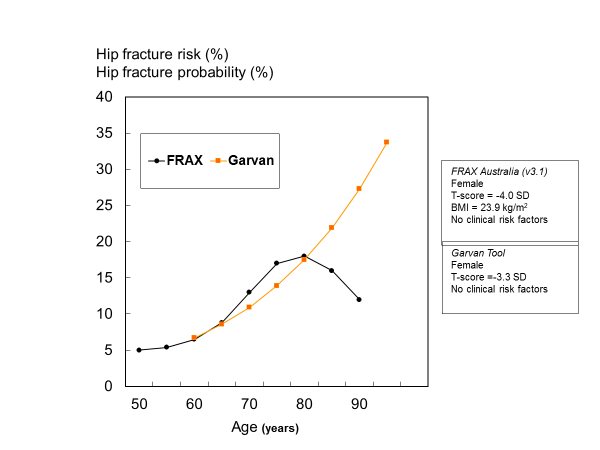 Hip fracture risk (%)
Hip fracture probability (%)
40
35
30
25
20
15
10
5
0
FRAX
Garvan
50
60
70
80
90
Age (years)
FRAX Australia (v3.1)
Female
T-score = -4.0 SD
BMI = 23.9 kg/m²
No clinical risk factors
Garvan Tool
Female
T-score =-3.3 SD
No clinical risk factors